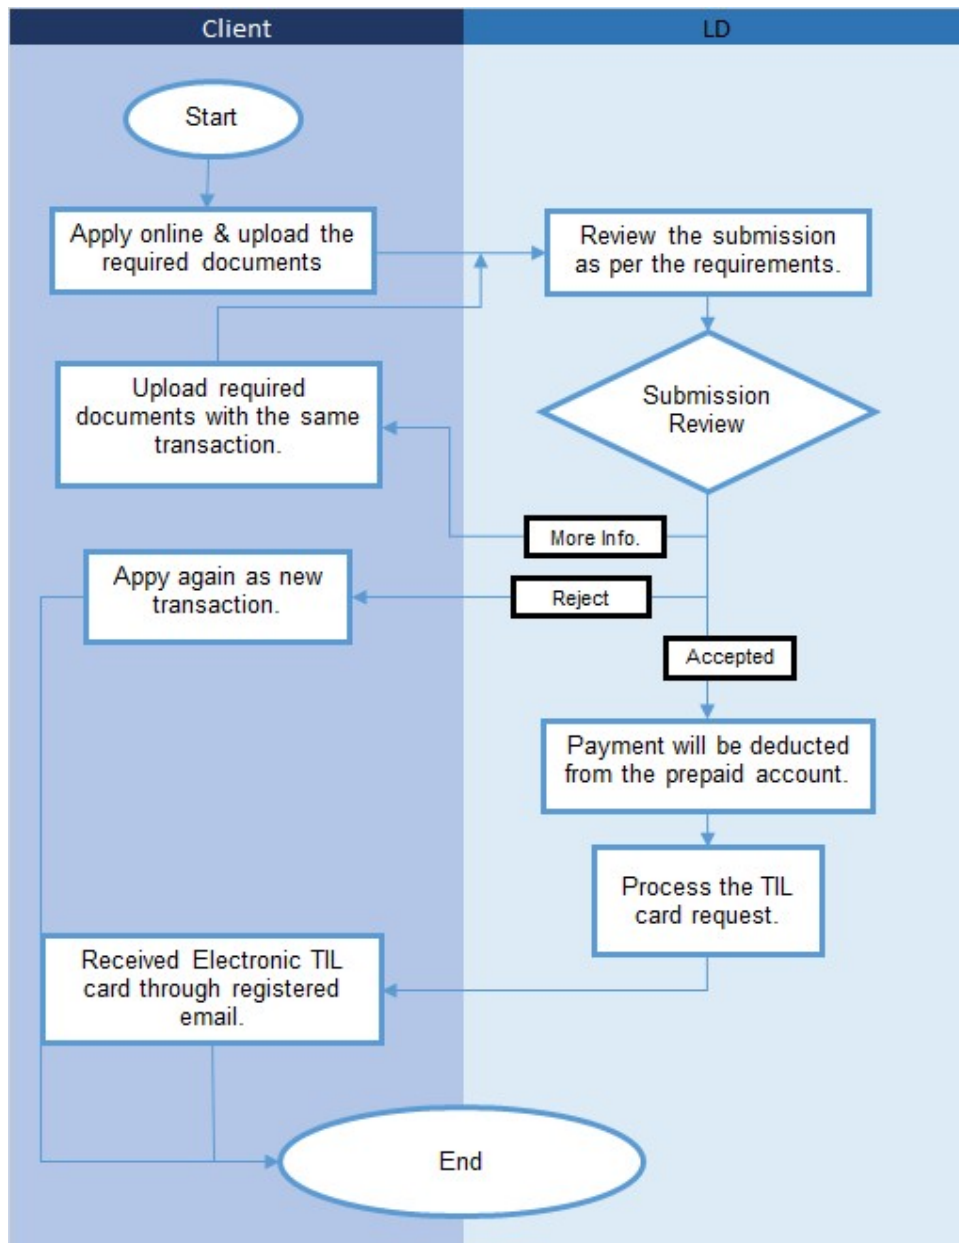 Client
LD
Start
Apply online & upload the
required documents
Review the submission
as per the requirements.
Upload required
documents with the same
transaction.
Submission
Review
More Info.
Appy again as new
transaction.
Reject
Accepted
Payment will be deducted
from the prepaid account.
Process the TIL
card request.
Received Electronic TIL
card through registered
email.
End